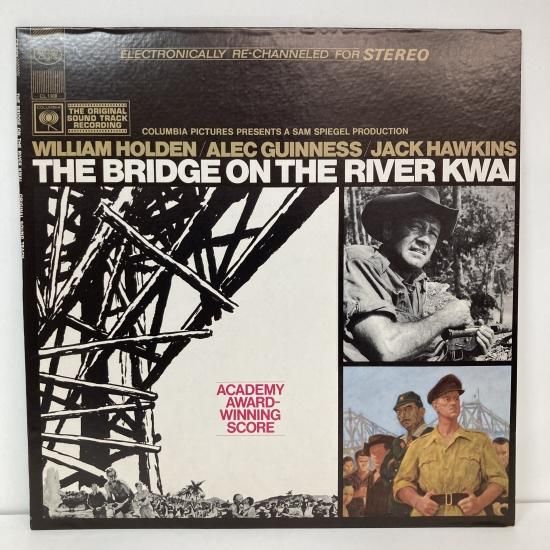 ELECTRONICALLY RE-CHANNELED FOR STEREO
COLUMBIA
THE ORIGINAL
SOUND TRACK
RECORDING
COLUMBIA PICTURES PRESENTS A SAM SPIEGEL PRODUCTION
WILLIAM HOLDEN/ALEC GUINNESS/JACK HAWKINS
THE BRIDGE ON THE RIVER KWAI
ACADEMY
AWARD-
WINNING
SCORE